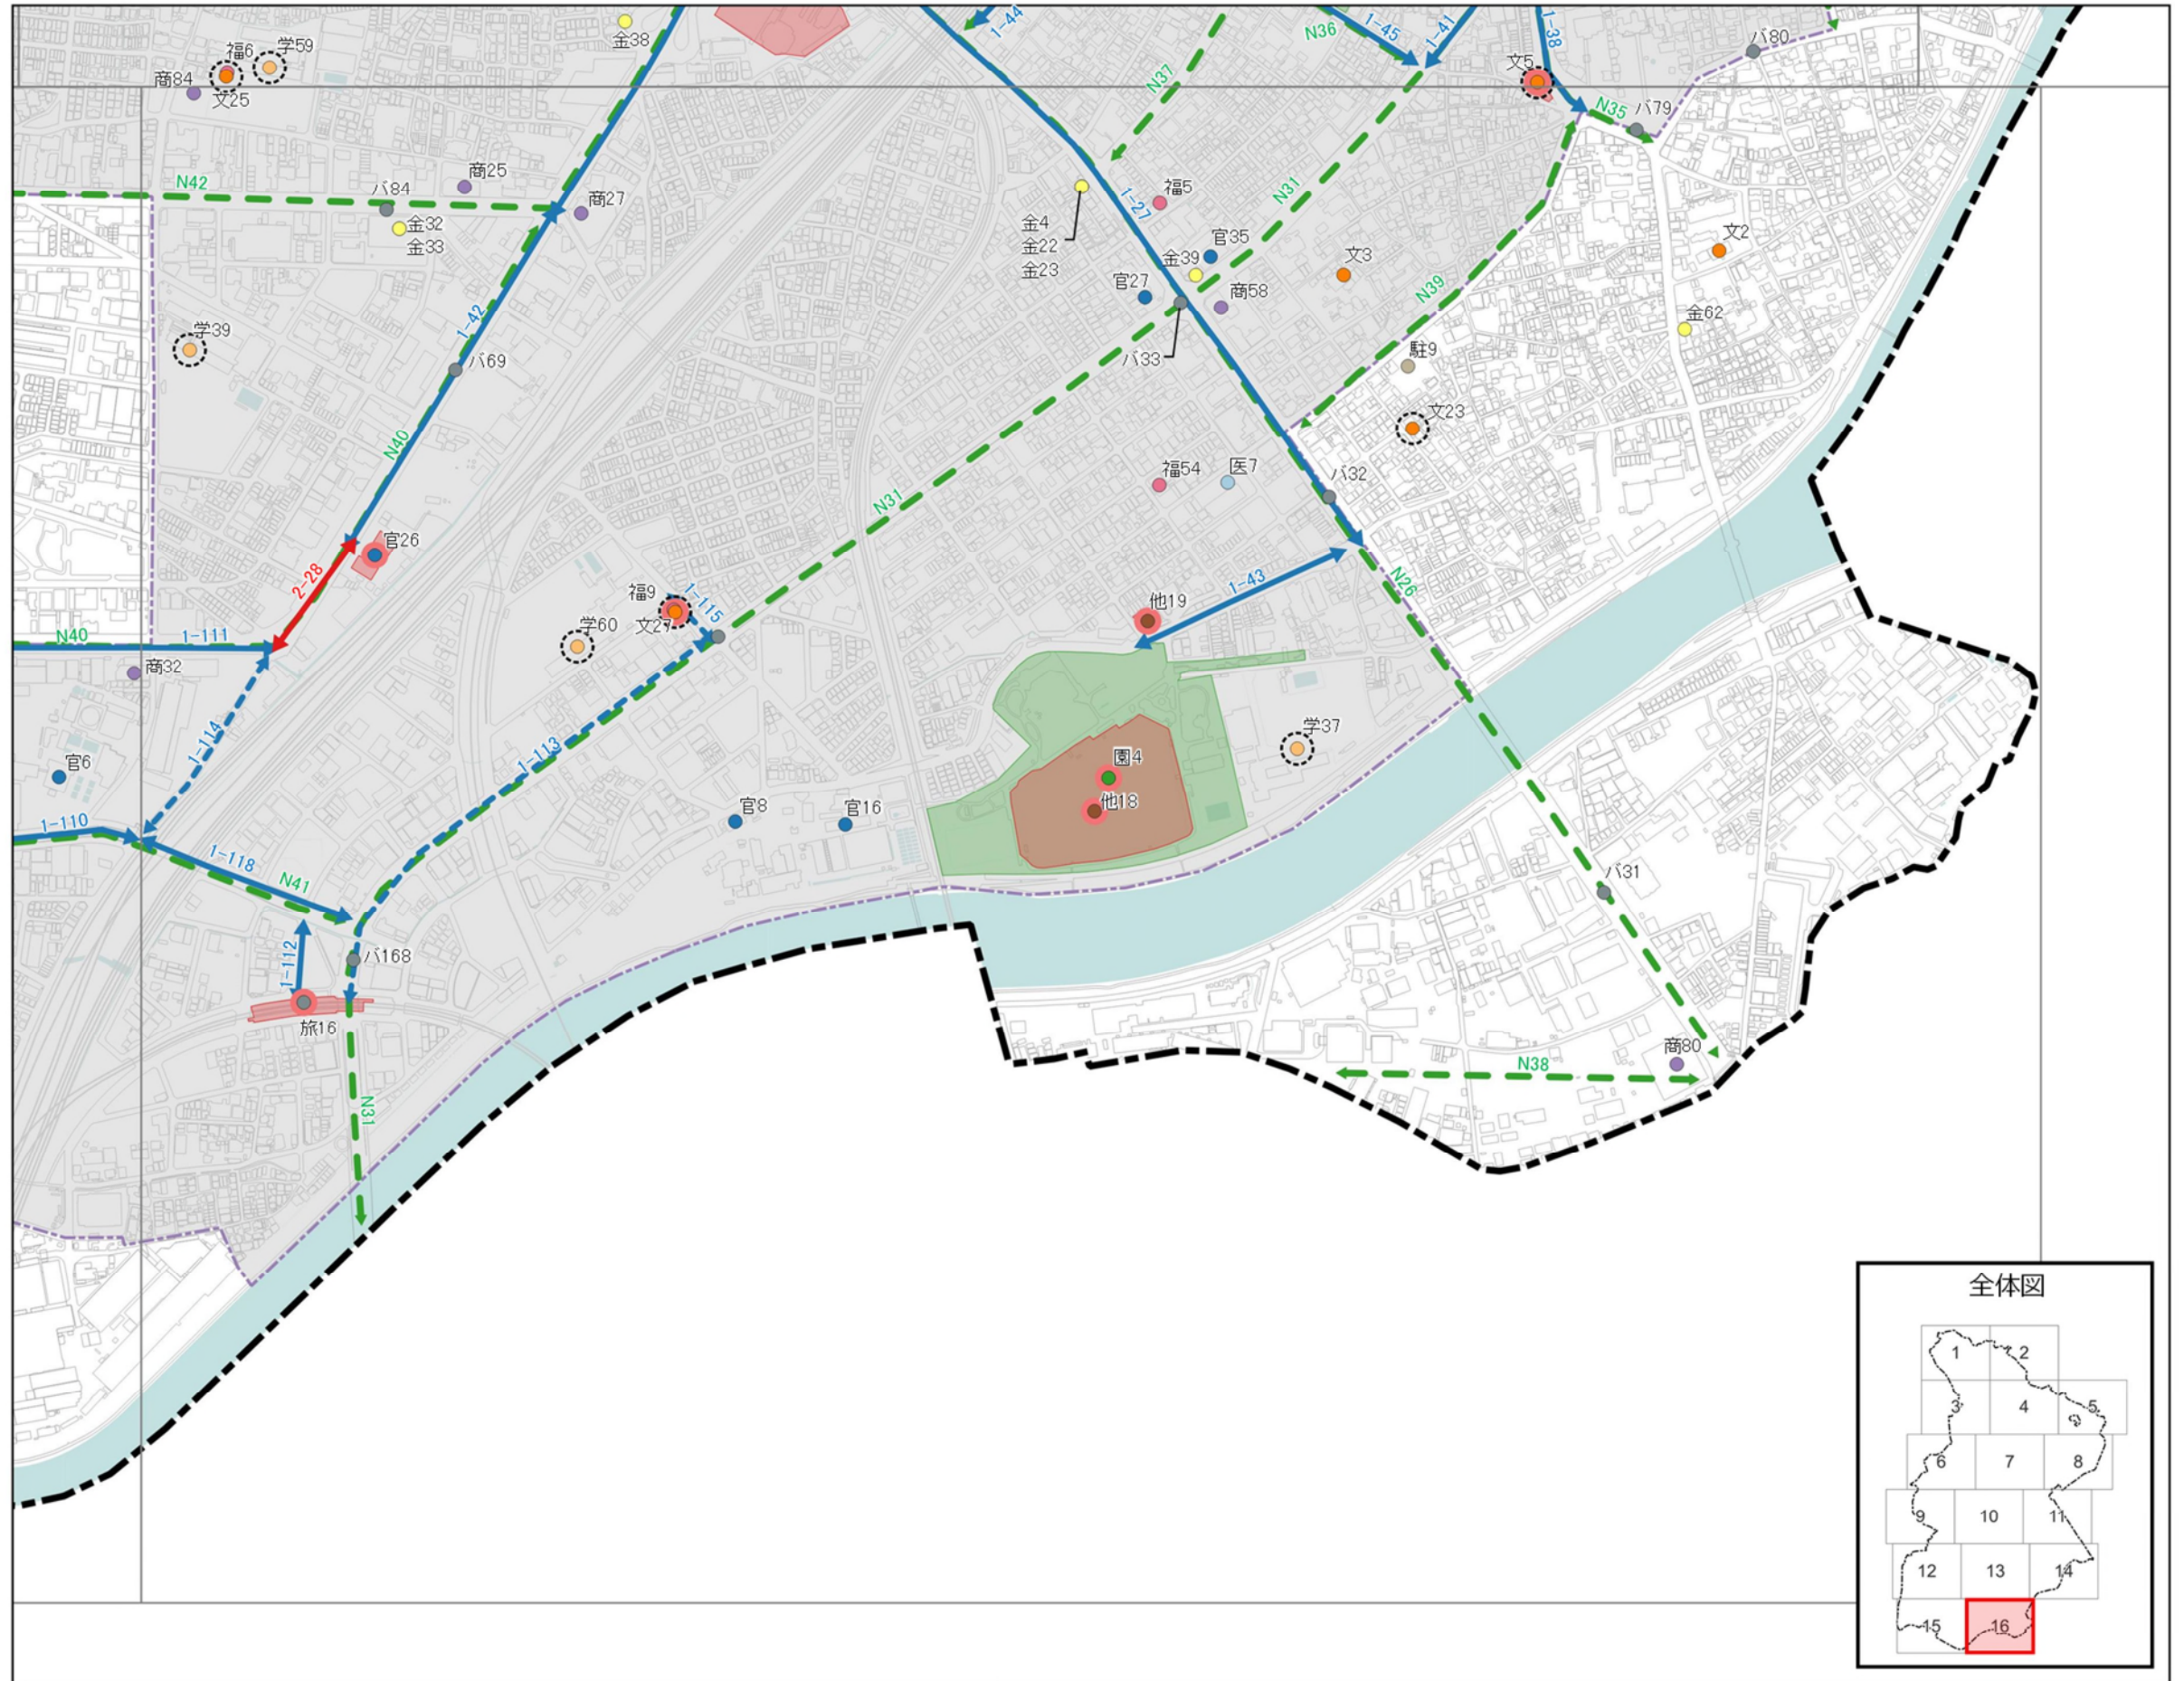 1-44
N36
1-45
1-41
1-38
バ80
金38
福6
学59
商84
文25
文5
N37
N35
バ79
N42
バ84
商25
商27
金32
金33
1-27
福5
N31
金4
金22
金23
官35
金39
官27
商58
文3
文2
N39
バ33
金62
学39
1-42
バ69
駐9
文23
N40
福54
医7
バ32
N31
官26
2-28
1-43
N26
福9
1-115
文27
学60
他19
N40
1-111
商32
1-114
1-113
官6
学37
園4
他18
官8
官16
1-110
1-118
N41
バ31
1-112
バ168
旅16
商80
N38
N31
全体図
1
2
3
4
5
6
7
8
9
10
11
12
13
14
15
16